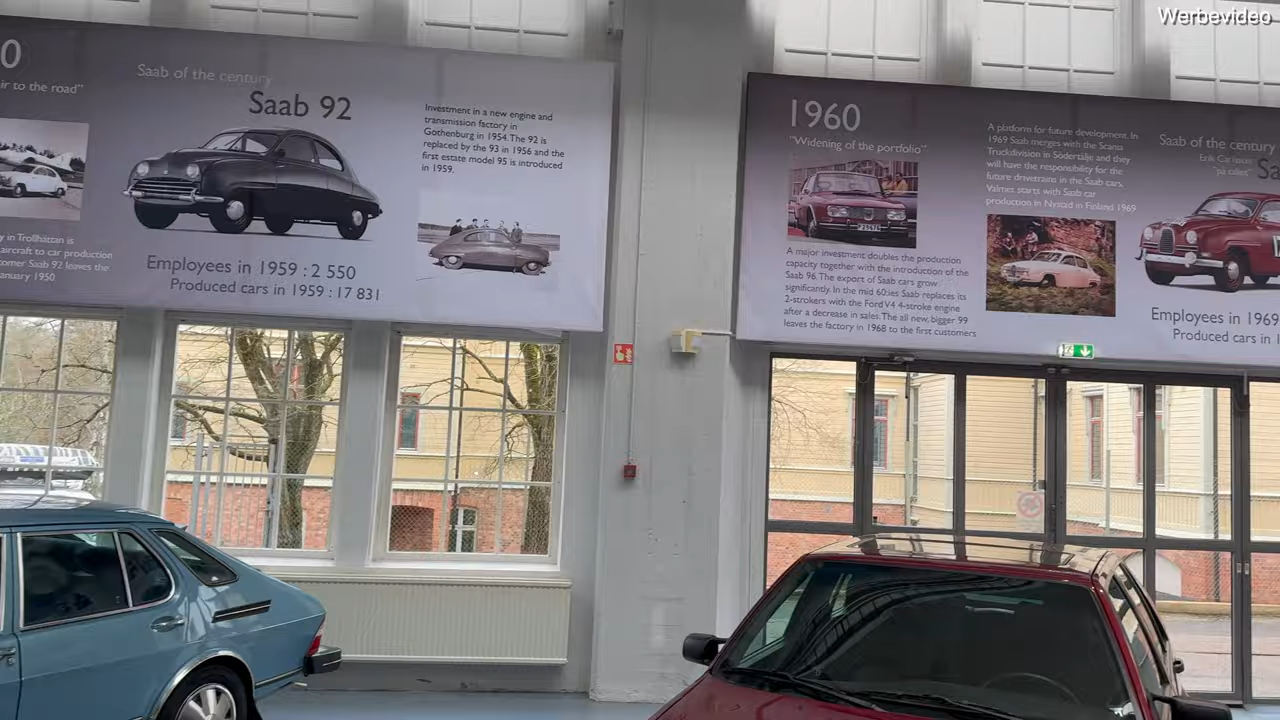 Werbevideo
0
ir to the road"
y in Trollhättan is
aircraft to car production
tomer Saab 92 leaves the
anuary 1950
Saab of the century
Saab 92
Employees in 1959 : 2 550
Produced cars in 1959 : 17 831
Investment in a new engine and
transmission factory in
Gothenburg in 1954. The 92 is
replaced by the 93 in 1956 and the
first estate model 95 is introduced
in 1959.
1960
"Widening of the portfolio"
A major investment doubles the production
capacity together with the introduction of the
Saab 96. The export of Saab cars grow
significantly. In the mid 60:ies Saab replaces its
2-strokers with the Ford V4 4-stroke engine
after a decrease in sales. The all new, bigger 99
leaves the factory in 1968 to the first customers
A platform for future development. In
1969 Saab merges with the Scania
Truckdivision in Södertälje and they
will have the responsibility for the
future drivetrains in the Saab cars.
Valmet starts with Saab car
production in Nystad in Finland 1969
Saab of the century
Erik Carlsson
"på taket"
Sa
Employees in 1969
Produced cars in 1